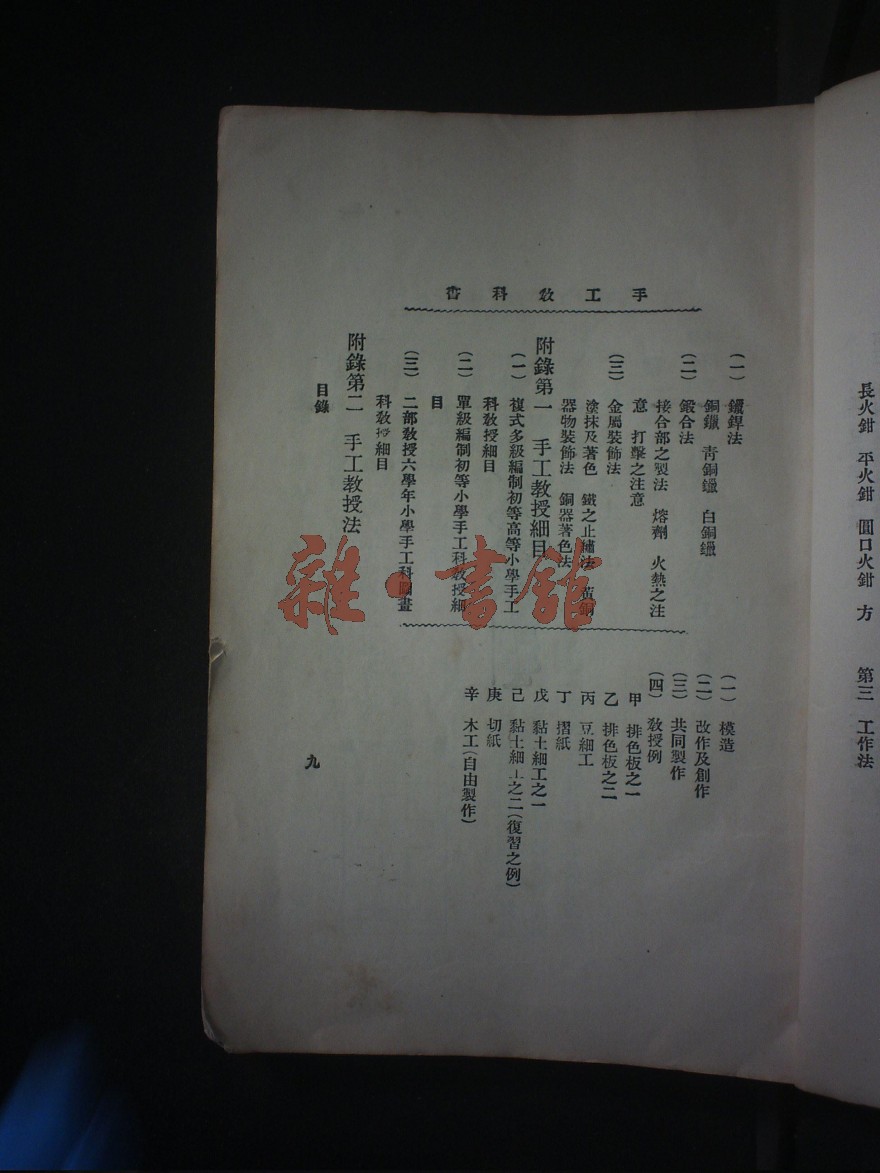 手工教科書
(一) 鑞銲法
銅鑞 青銅鑞 白銅鑞
(二) 鍛合法
接合部之製法 熔劑 火熱之注
意 打擊之注意
(三) 金屬裝飾法
塗抹及著色 鐵之止鏽法 黃銅
器物裝飾法 銅器著色法
附錄第一 手工教授細目
(一) 複式多級編制初等高等小學手工
科教授細目
(二) 單級編制初等小學手工科教授細
目
(三) 二部教授六學年小學手工科圖畫
科教授細目
附錄第二 手工教授法
(一) 模造
(二) 改作及創作
(三) 共同製作
(四) 教授例
甲 排色板之一
乙 排色板之二
丙 豆細工
丁 摺紙
戊 黏土細工之一
己 黏土細工之二(復習之例)
庚 切紙
辛 木工(自由製作)
目錄
九
長火鉗 平火鉗 圓口火鉗 方
第三 工作法
雜·書館